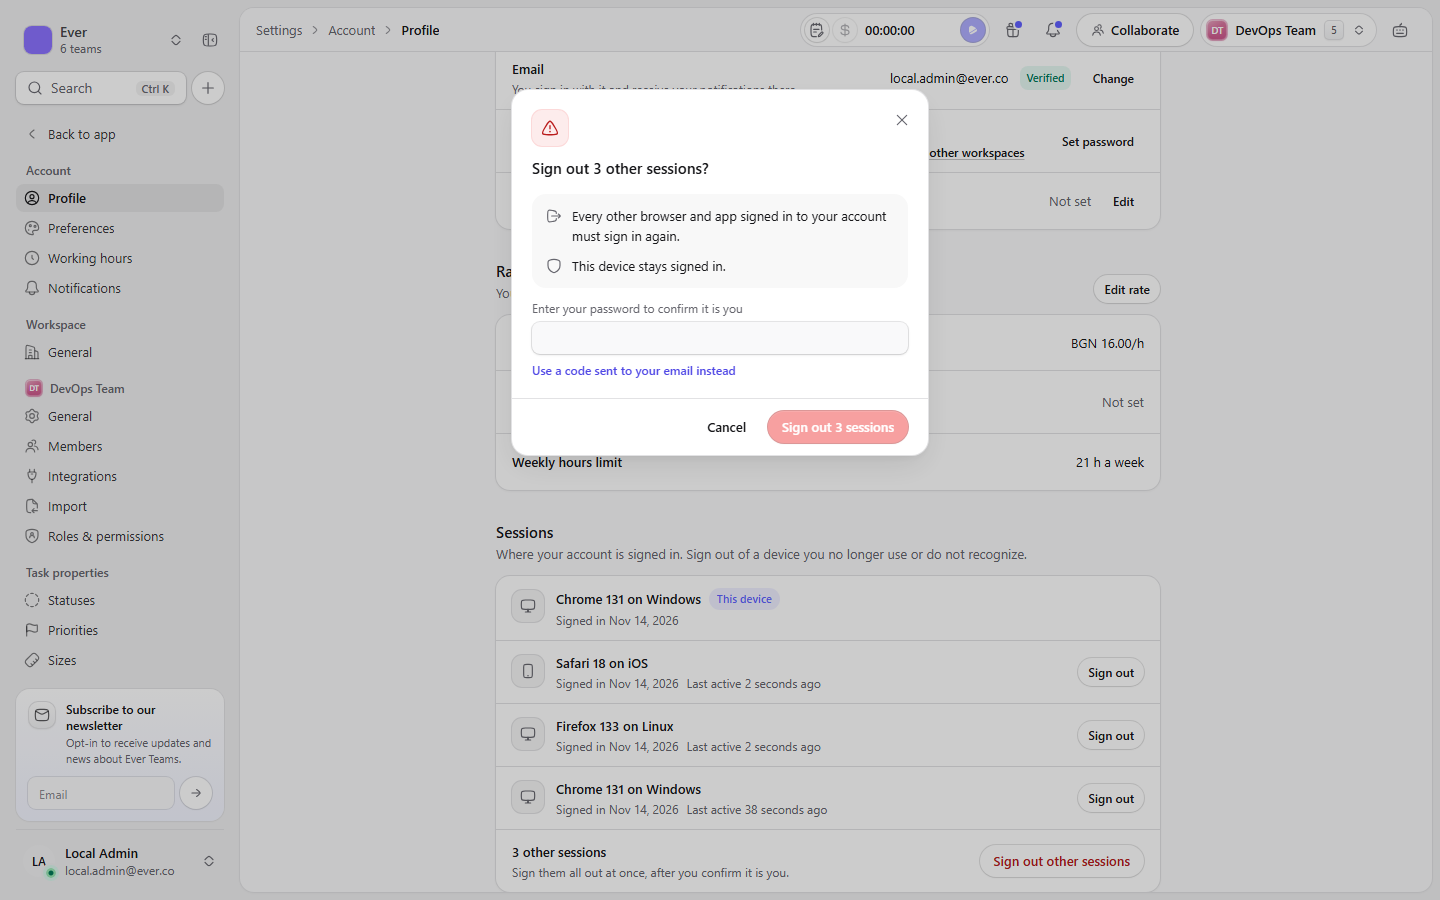 Ever
6 teams
Search
Ctrl K
Back to app
Account
Profile
Preferences
Working hours
Notifications
Workspace
General
DT DevOps Team
General
Members
Integrations
Import
Roles & permissions
Task properties
Statuses
Priorities
Sizes
Subscribe to our
newsletter
Opt-in to receive updates and
news about Ever Teams.
Email
LA
Local Admin
local.admin@ever.co
Settings > Account > Profile
00:00:00
Collaborate
DT DevOps Team 5
Email
local.admin@ever.co Verified Change
other workspaces
Set password
Not set Edit
Edit rate
BGN 16.00/h
Not set
Weekly hours limit
21 h a week
Sign out 3 other sessions?
Every other browser and app signed in to your account
must sign in again.
This device stays signed in.
Enter your password to confirm it is you
Use a code sent to your email instead
Cancel
Sign out 3 sessions
Sessions
Where your account is signed in. Sign out of a device you no longer use or do not recognize.
Chrome 131 on Windows This device
Signed in Nov 14, 2026
Safari 18 on iOS
Signed in Nov 14, 2026 Last active 2 seconds ago
Sign out
Firefox 133 on Linux
Signed in Nov 14, 2026 Last active 2 seconds ago
Sign out
Chrome 131 on Windows
Signed in Nov 14, 2026 Last active 38 seconds ago
Sign out
3 other sessions
Sign them all out at once, after you confirm it is you.
Sign out other sessions